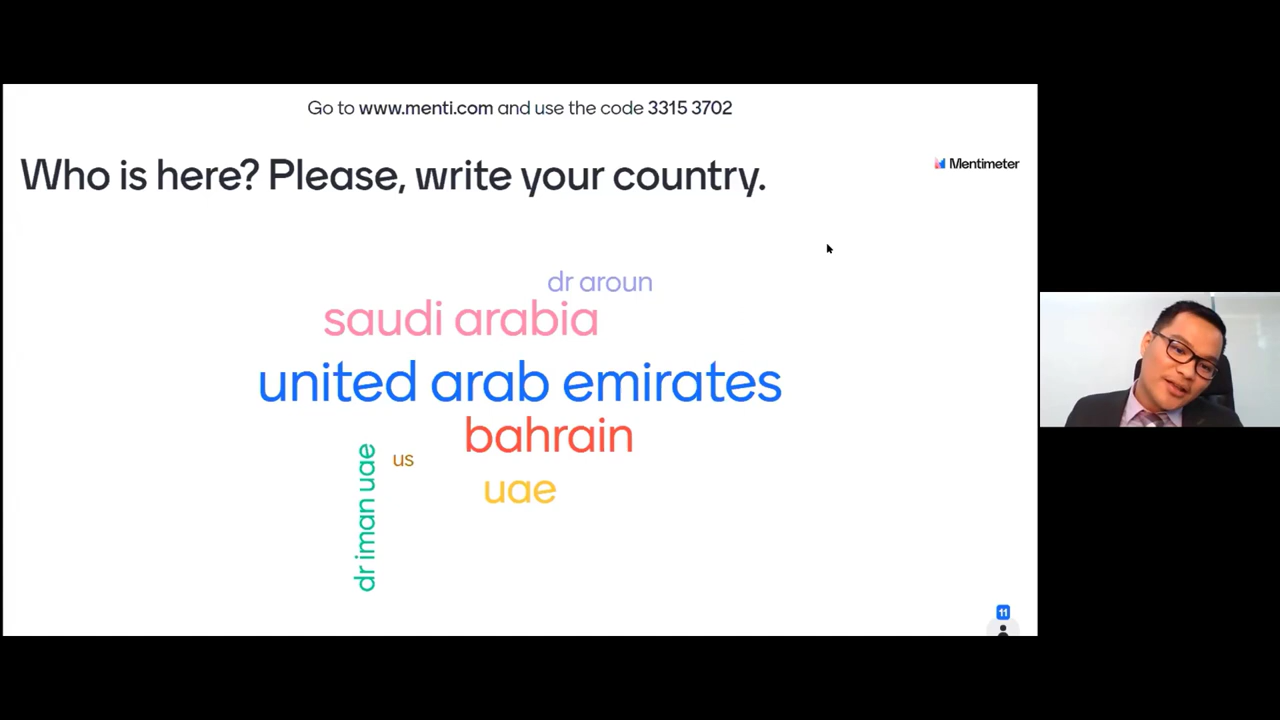 Go to www.menti.com and use the code 3315 3702
Who is here? Please, write your country.
Mentimeter
dr aroun
saudi arabia
united arab emirates
bahrain
us
uae
dr iman uae
11